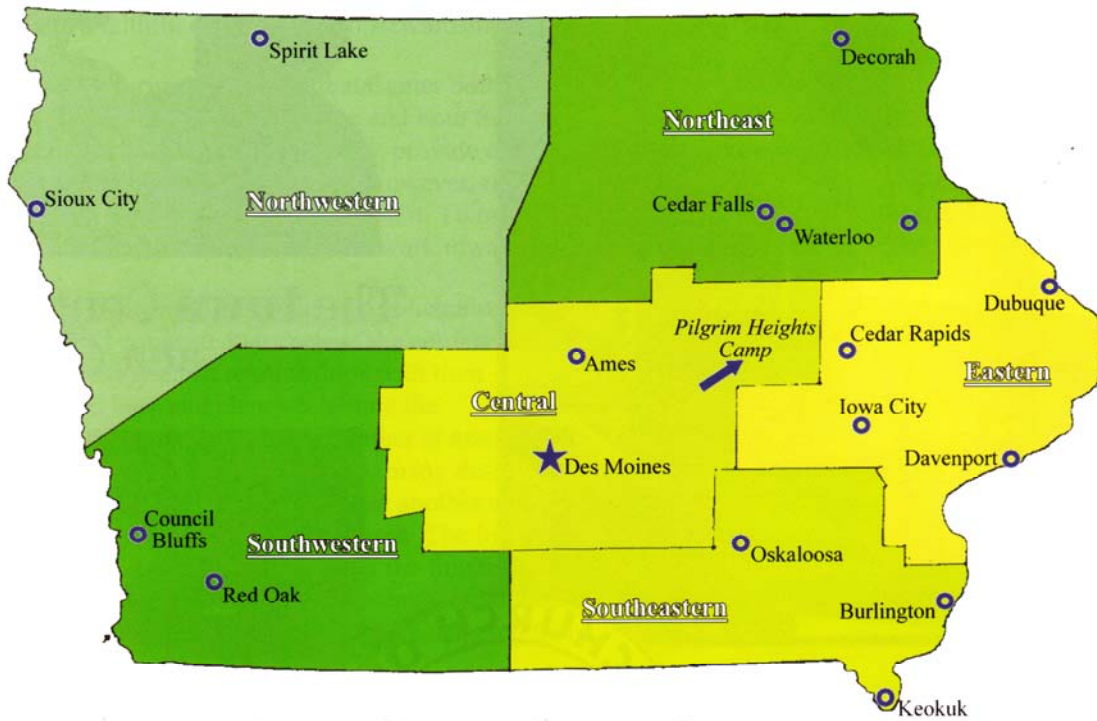 Spirit Lake
Decorah
Northeast
Northwestern
Sioux City
Cedar Falls
Waterloo
Dubuque
Pilgrim Heights
Camp
Cedar Rapids
Ames
Eastern
Central
Iowa City
Des Moines
Davenport
Council
Bluffs
Southwestern
Oskaloosa
Red Oak
Southeastern
Burlington
Keokuk